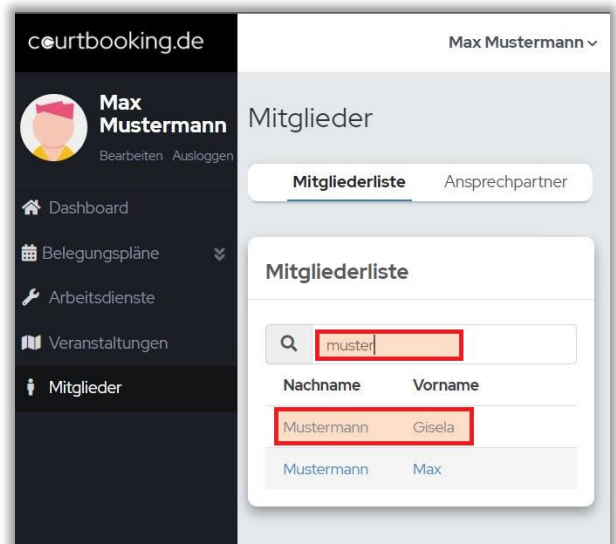 courtbooking.de
Max Mustermann
Max
Mustermann
Bearbeiten Ausloggen
Dashboard
Belegungspläne
Arbeitsdienste
Veranstaltungen
Mitglieder
Mitglieder
Mitgliederliste Ansprechpartner
Mitgliederliste
muster
Nachname Vorname
Mustermann Gisela
Mustermann Max